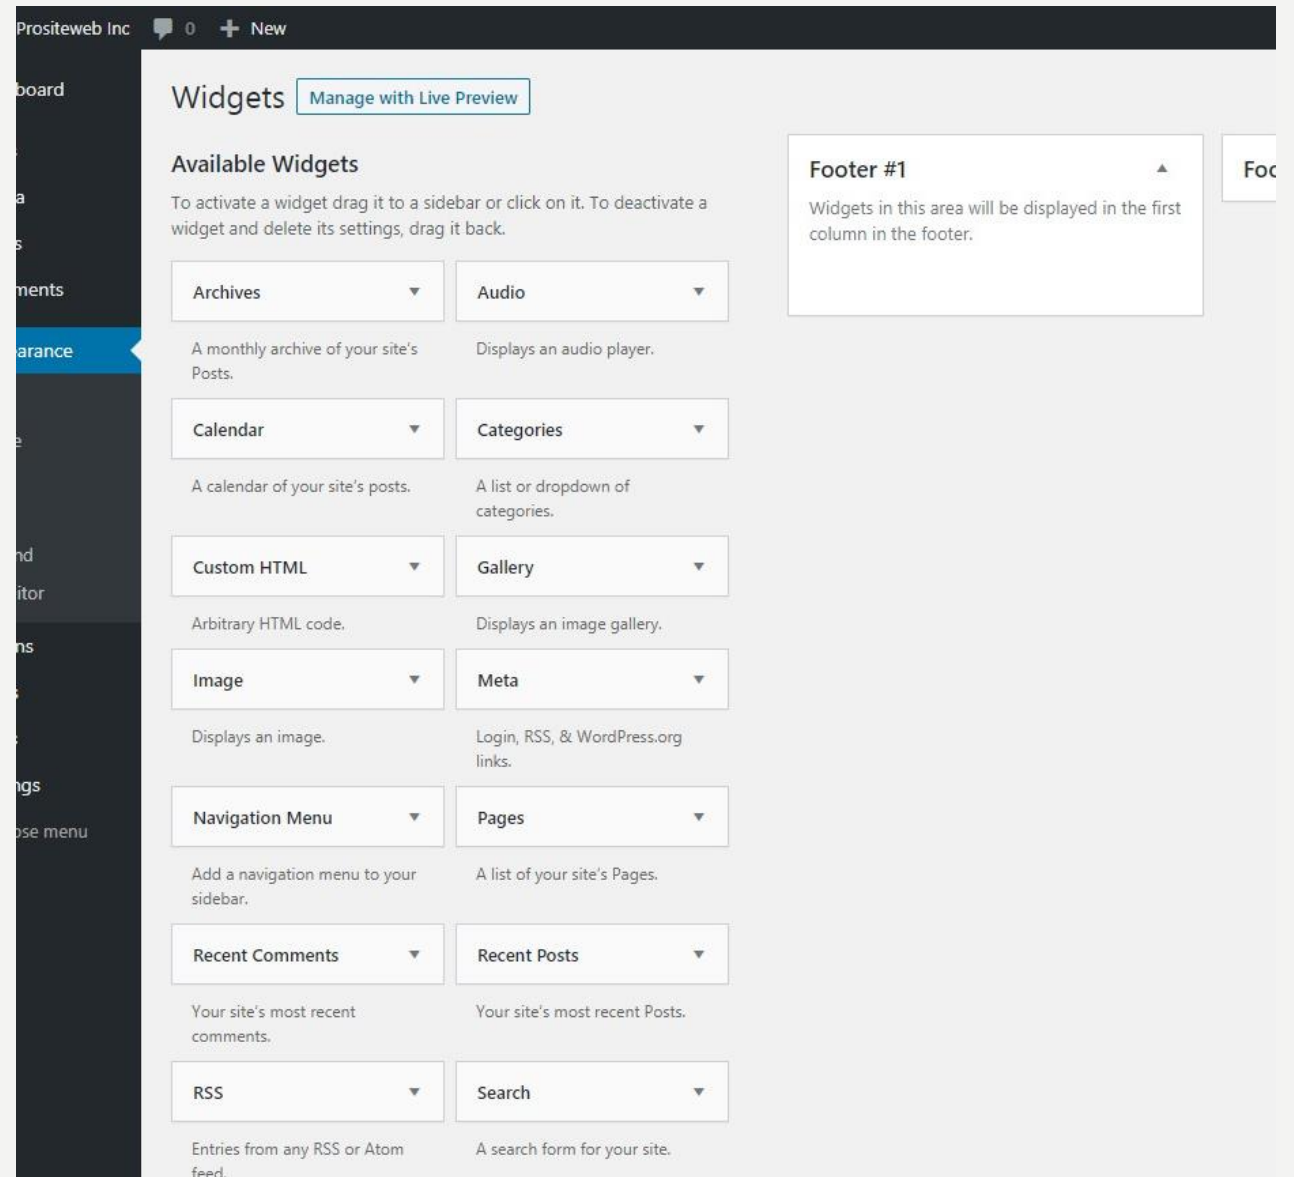 Prositeweb Inc 0 New
board
a
s
ments
arance
e
nd
itor
ns
s
s
ngs
ose menu
Widgets Manage with Live Preview
Available Widgets
To activate a widget drag it to a sidebar or click on it. To deactivate a
widget and delete its settings, drag it back.
Archives
A monthly archive of your site's
Posts.
Audio
Displays an audio player.
Calendar
A calendar of your site's posts.
Categories
A list or dropdown of
categories.
Custom HTML
Arbitrary HTML code.
Gallery
Displays an image gallery.
Image
Displays an image.
Meta
Login, RSS, & WordPress.org
links.
Navigation Menu
Add a navigation menu to your
sidebar.
Pages
A list of your site's Pages.
Recent Comments
Your site's most recent
comments.
Recent Posts
Your site's most recent Posts.
RSS
Entries from any RSS or Atom
feed.
Search
A search form for your site.
Footer #1
Widgets in this area will be displayed in the first
column in the footer.
Foo